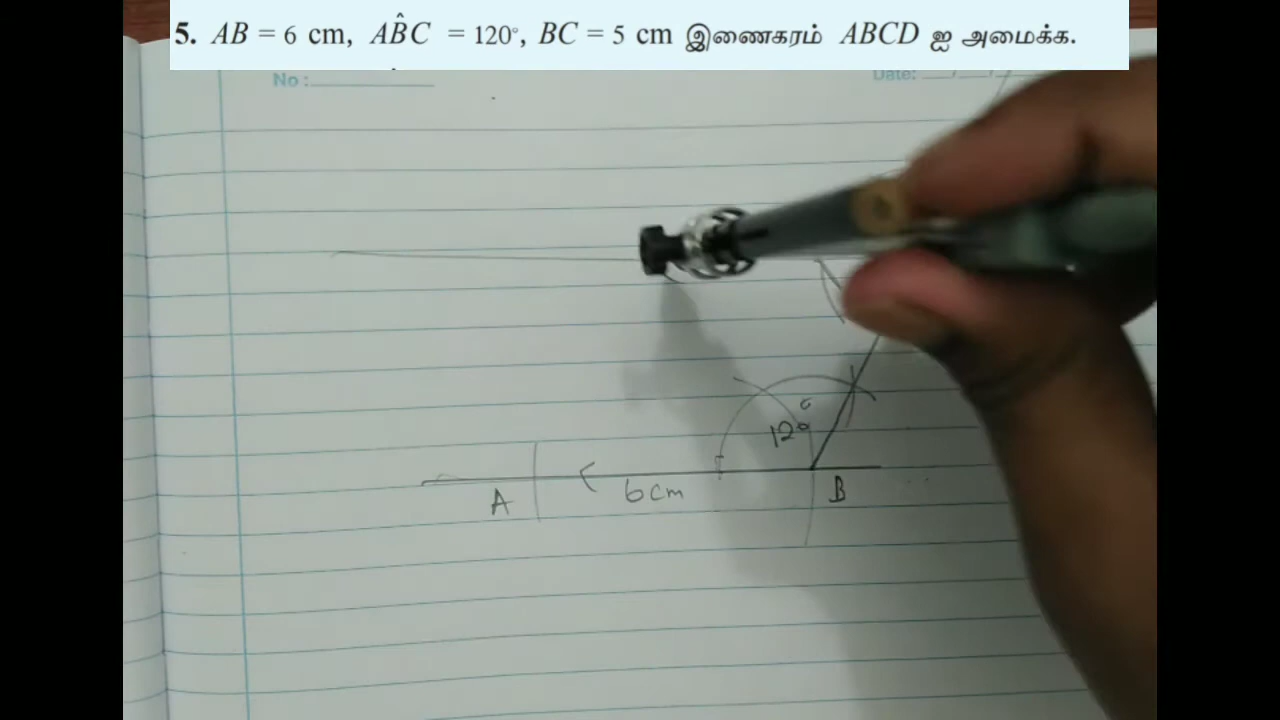 5. AB = 6 cm, AB̂C = 120°, BC = 5 cm இணைகரம் ABCD ஐ அமைக்க.
No : Date:
120°
A 6cm B